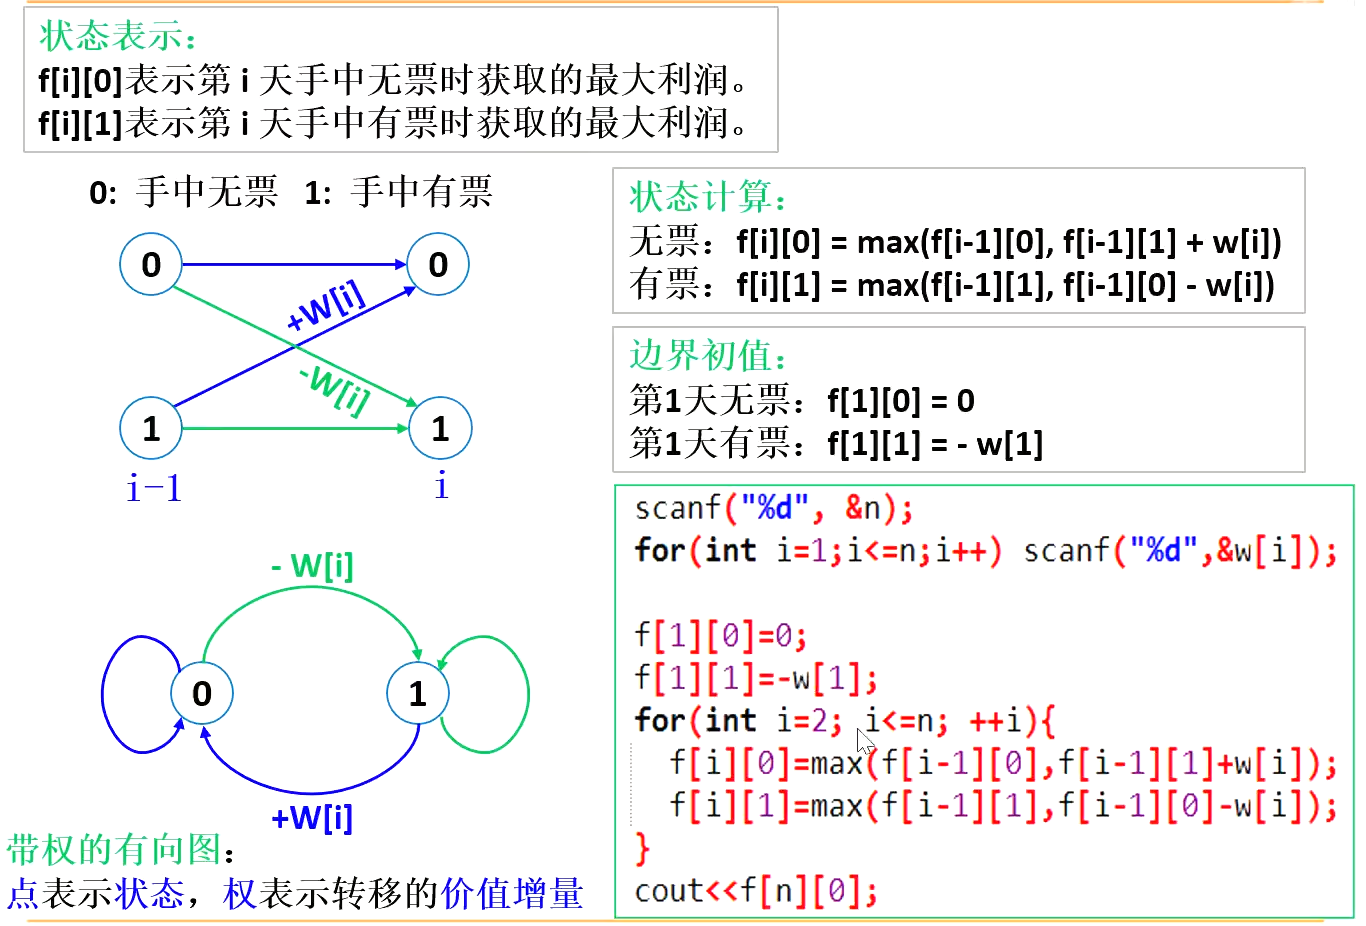 状态表示:
f[i][0]表示第 i 天手中无票时获取的最大利润。
f[i][1]表示第 i 天手中有票时获取的最大利润。
0: 手中无票 1: 手中有票
0
0
+W[i]
-W[i]
1
1
i-1
i
- W[i]
0
1
+W[i]
带权的有向图:
点表示状态，权表示转移的价值增量
状态计算:
无票: f[i][0] = max(f[i-1][0], f[i-1][1] + w[i])
有票: f[i][1] = max(f[i-1][1], f[i-1][0] - w[i])
边界初值:
第1天无票: f[1][0] = 0
第1天有票: f[1][1] = - w[1]
scanf("%d", &n);
for(int i=1;i<=n;i++) scanf("%d",&w[i]);
f[1][0]=0;
f[1][1]=-w[1];
for(int i=2; i<=n; ++i){
f[i][0]=max(f[i-1][0],f[i-1][1]+w[i]);
f[i][1]=max(f[i-1][1],f[i-1][0]-w[i]);
}
cout<<f[n][0];